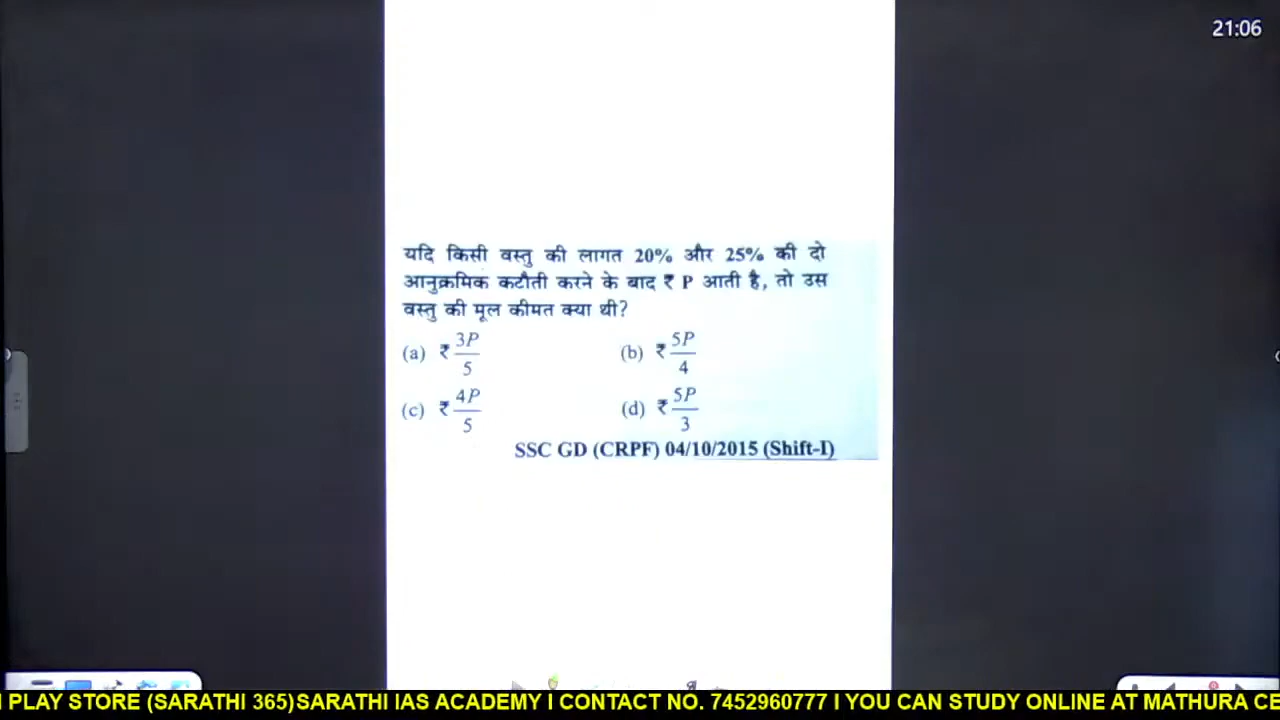 21:06
यदि किसी वस्तु की लागत 20% और 25% की दो
आनुक्रमिक कटौती करने के बाद ₹ P आती है, तो उस
वस्तु की मूल कीमत क्या थी?
(a) ₹ 3P/5 (b) ₹ 5P/4
(c) ₹ 4P/5 (d) ₹ 5P/3
SSC GD (CRPF) 04/10/2015 (Shift-I)
PLAY STORE (SARATHI 365)SARATHI IAS ACADEMY I CONTACT NO. 7452960777 I YOU CAN STUDY ONLINE AT MATHURA CE